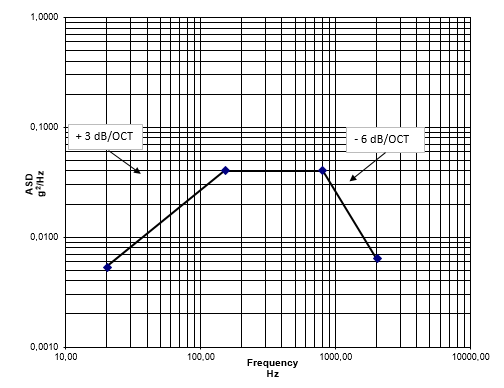 1,0000
0,1000
0,0100
0,0010
+ 3 dB/OCT
- 6 dB/OCT
ASD
g²/Hz
10,00
100,00
1000,00
10000,00
Frequency
Hz